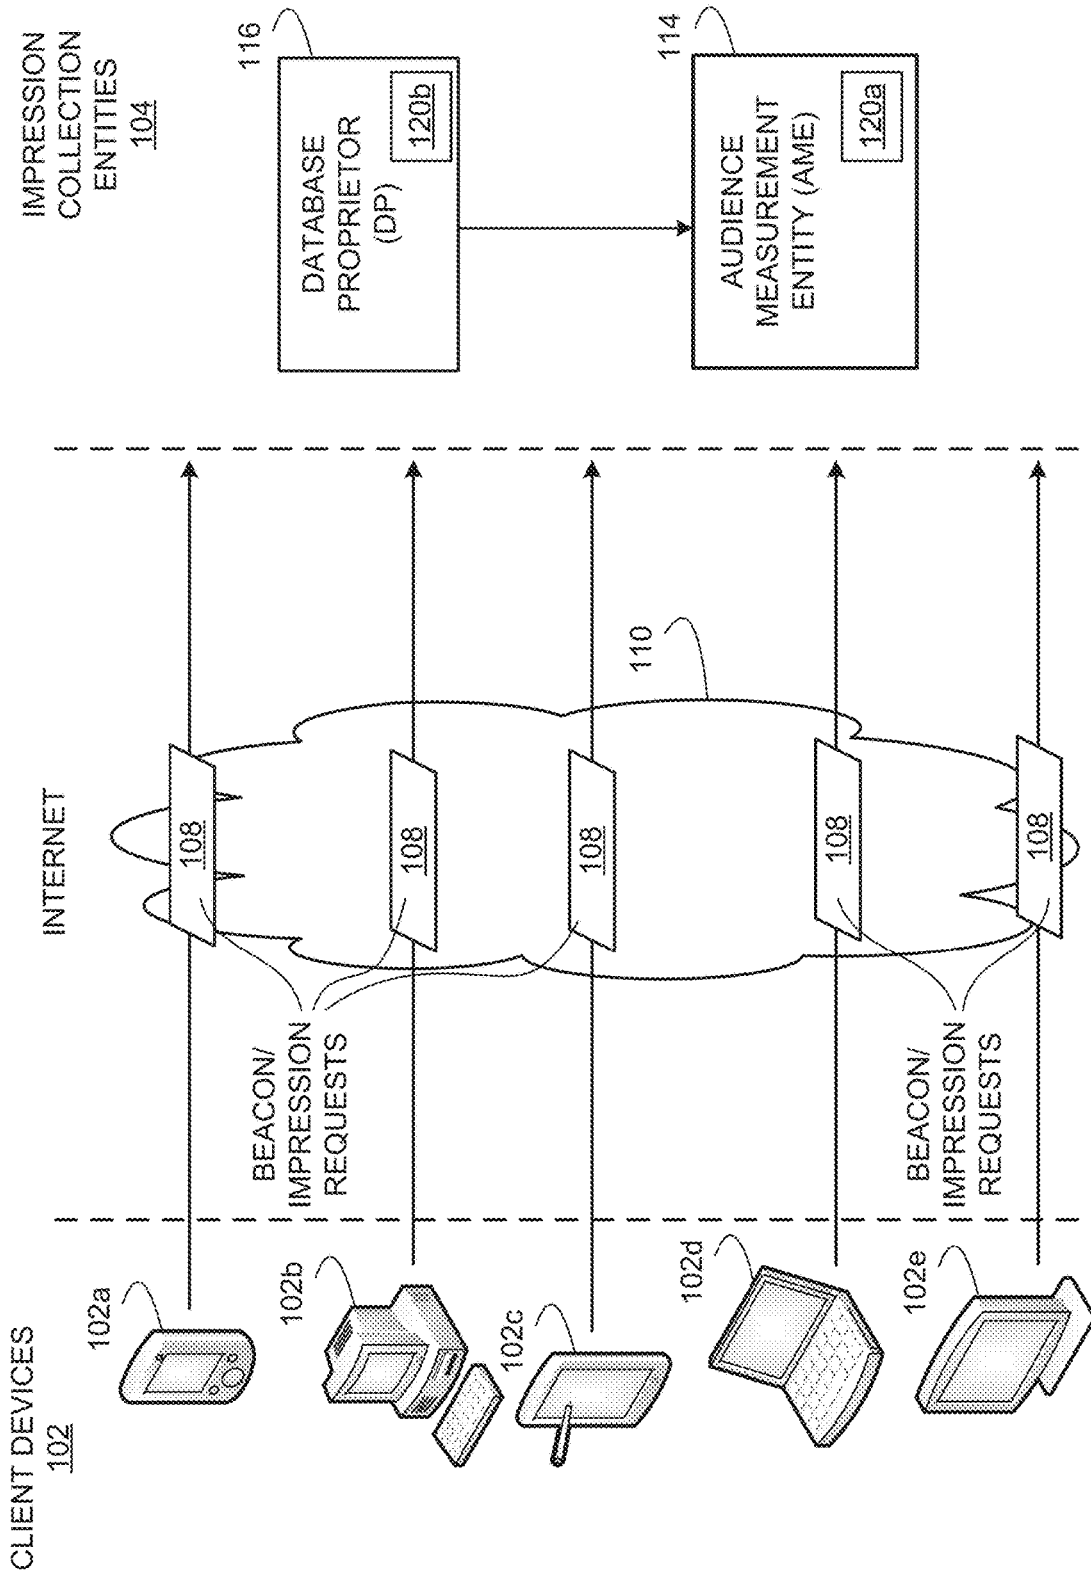 CLIENT DEVICES
102
INTERNET
IMPRESSION
COLLECTION
ENTITIES
104
102a
102b
102c
102d
102e
BEACON/
IMPRESSION
REQUESTS
BEACON/
IMPRESSION
REQUESTS
108
108
108
108
108
110
116
DATABASE
PROPRIETOR
(DP)
120b
114
AUDIENCE
MEASUREMENT
ENTITY (AME)
120a